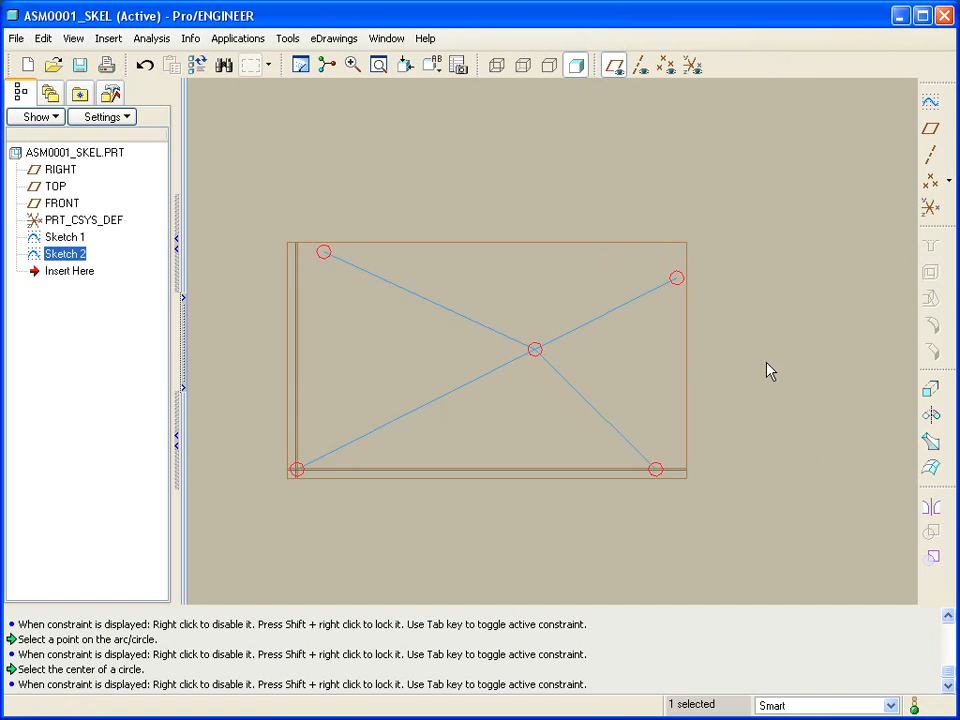 ASM0001_SKEL (Active) - Pro/ENGINEER
File Edit View Insert Analysis Info Applications Tools eDrawings Window Help
Show Settings
ASM0001_SKEL.PRT
RIGHT
TOP
FRONT
PRT_CSYS_DEF
Sketch 1
Sketch 2
Insert Here
When constraint is displayed: Right click to disable it. Press Shift + right click to lock it. Use Tab key to toggle active constraint.
Select a point on the arc/circle.
When constraint is displayed: Right click to disable it. Press Shift + right click to lock it. Use Tab key to toggle active constraint.
Select the center of a circle.
When constraint is displayed: Right click to disable it. Press Shift + right click to lock it. Use Tab key to toggle active constraint.
1 selected Smart